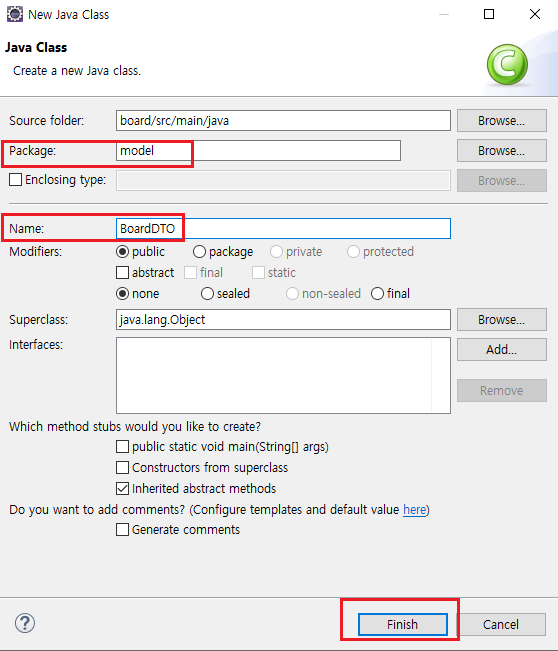 New Java Class
Java Class
Create a new Java class.
C
Source folder: board/src/main/java Browse...
Package: model Browse...
Enclosing type: Browse...
Name: BoardDTO
Modifiers: public package private protected
abstract final static
none sealed non-sealed final
Superclass: java.lang.Object Browse...
Interfaces: Add...
Remove
Which method stubs would you like to create?
public static void main(String[] args)
Constructors from superclass
Inherited abstract methods
Do you want to add comments? (Configure templates and default value here)
Generate comments
? Finish Cancel